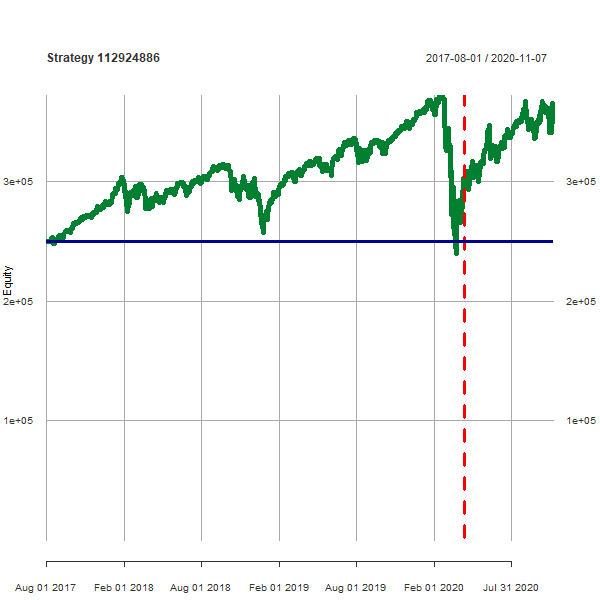 Strategy 112924886
2017-08-01 / 2020-11-07
3e+05
3e+05
Equity
2e+05
2e+05
1e+05
1e+05
Aug 01 2017
Feb 01 2018
Aug 01 2018
Feb 01 2019
Aug 01 2019
Feb 01 2020
Jul 31 2020